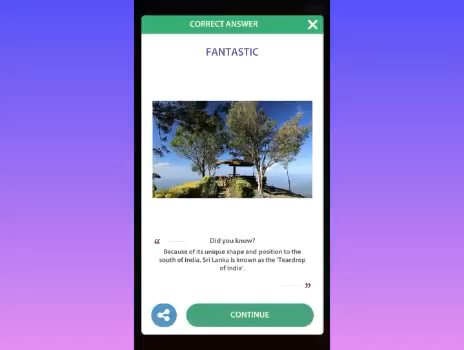 CORRECT ANSWER
FANTASTIC
“
Did you know?
Because of its unique shape and position to the
south of India, Sri Lanka is known as the 'Teardrop
of India'.
”
CONTINUE